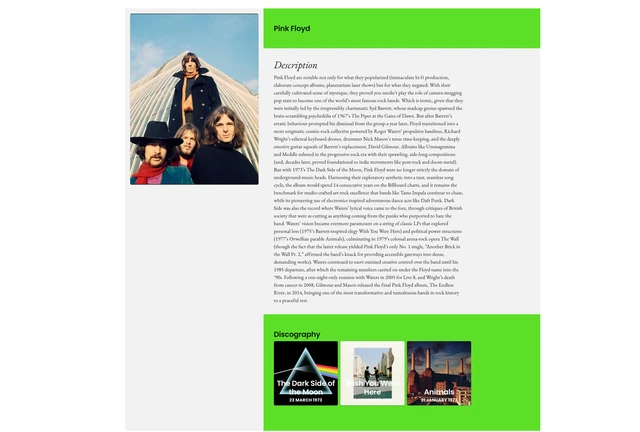 Pink Floyd
Description
Pink Floyd are notable not only for what they popularized (immaculate hi-fi production,
elaborate concept albums, planetarium laser shows) but for what they negated: With their
carefully cultivated sense of mystique, they proved you needn't play the role of camera-mugging
pop stars to become one of the world's most famous rock bands. Which is ironic, given that they
were initially led by the irrepressibly charismatic Syd Barrett, whose madcap genius spawned the
brain-scrambling psychedelia of 1967's The Piper at the Gates of Dawn. But after Barrett's
erratic behaviour prompted his dismissal from the group a year later, Floyd transitioned into a
more enigmatic cosmic-rock collective powered by Roger Waters' propulsive basslines, Richard
Wright's ethereal keyboard drones, drummer Nick Mason's tense time-keeping, and the deeply
emotive guitar squeals of Barrett's replacement, David Gilmour. Albums like Ummagumma
and Meddle ushered in the progressive-rock era with their sprawling, side-long compositions
(and, decades later, proved foundational to indie movements like post-rock and doom metal).
But with 1973's The Dark Side of the Moon, Pink Floyd were no longer strictly the domain of
underground-music heads. Harnessing their exploratory aesthetic into a taut, seamless song
cycle, the album would spend 14 consecutive years on the Billboard charts, and it remains the
benchmark for studio-crafted art-rock excellence that bands like Tame Impala continue to chase,
while its pioneering use of electronics inspired adventurous dance acts like Daft Punk. Dark
Side was also the record where Waters' lyrical voice came to the fore, through critiques of British
society that were as cutting as anything coming from the punks who purported to hate the
band. Waters' vision became evermore paramount on a string of classic LPs that explored
personal loss (1975's Barrett-inspired elegy Wish You Were Here) and political power structures
(1977's Orwellian parable Animals), culminating in 1979's colossal arena-rock opera The Wall
(though the fact that the latter release yielded Pink Floyd's only No. 1 single, "Another Brick in
the Wall Pt. 2," affirmed the band's knack for providing accessible gateways into dense,
demanding works). Waters continued to exert outsized creative control over the band until his
1985 departure, after which the remaining members carried on under the Floyd name into the
'90s. Following a one-night-only reunion with Waters in 2005 for Live 8, and Wright's death
from cancer in 2008, Gilmour and Mason released the final Pink Floyd album, The Endless
River, in 2014, bringing one of the most transformative and tumultuous bands in rock history
to a peaceful rest.
Discography
The Dark Side of
the Moon
23 MARCH 1973
Wish You Were
Here
Animals
21 JANUARY 1977